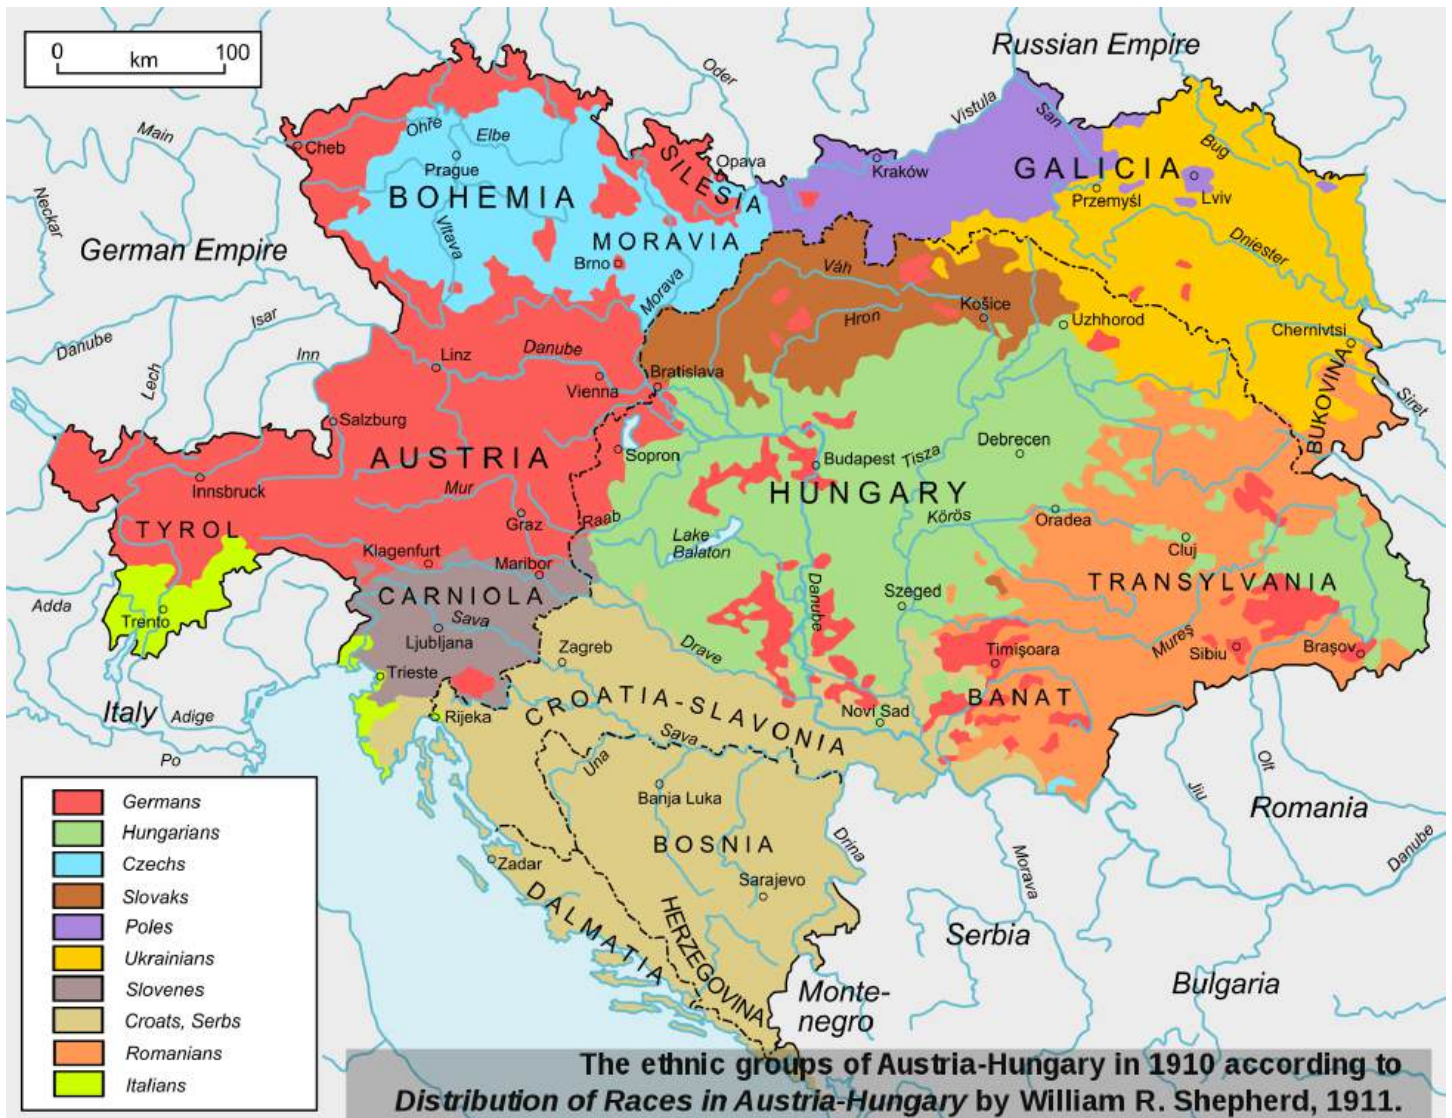 0 100
km
Russian Empire
Oder
Vistula
San
Bug
Main
Cheb
Ohře
Elbe
Prague
SILESIA
Opava
Kraków
GALICIA
Przemyśl
Lviv
Neckar
BOHEMIA
Vltava
MORAVIA
Brno
Morava
German Empire
Dniester
Váh
Hron
Košice
Uzhhorod
Chernivtsi
BUKOVINA
Siret
Danube
Lech
Isar
Inn
Linz
Danube
Vienna
Bratislava
Salzburg
AUSTRIA
Sopron
Budapest
Tisza
Debrecen
HUNGARY
Innsbruck
Mur
Graz
Raab
Lake
Balaton
Körös
Oradea
Cluj
TYROL
Klagenfurt
Maribor
CARNIOLA
Danube
Szeged
TRANSYLVANIA
Adda
Trento
Sava
Ljubljana
Zagreb
Drave
Timișoara
Mureș
Sibiu
Brașov
Trieste
BANAT
Italy
Adige
Rijeka
CROATIA-SLAVONIA
Novi Sad
Po
Una
Sava
Banja Luka
Jiu
Olt
Romania
BOSNIA
Drina
Morava
Danube
Zadar
Sarajevo
DALMATIA
HERZEGOVINA
Serbia
Bulgaria
Monte-
negro
Germans
Hungarians
Czechs
Slovaks
Poles
Ukrainians
Slovenes
Croats, Serbs
Romanians
Italians
The ethnic groups of Austria-Hungary in 1910 according to
Distribution of Races in Austria-Hungary by William R. Shepherd, 1911.